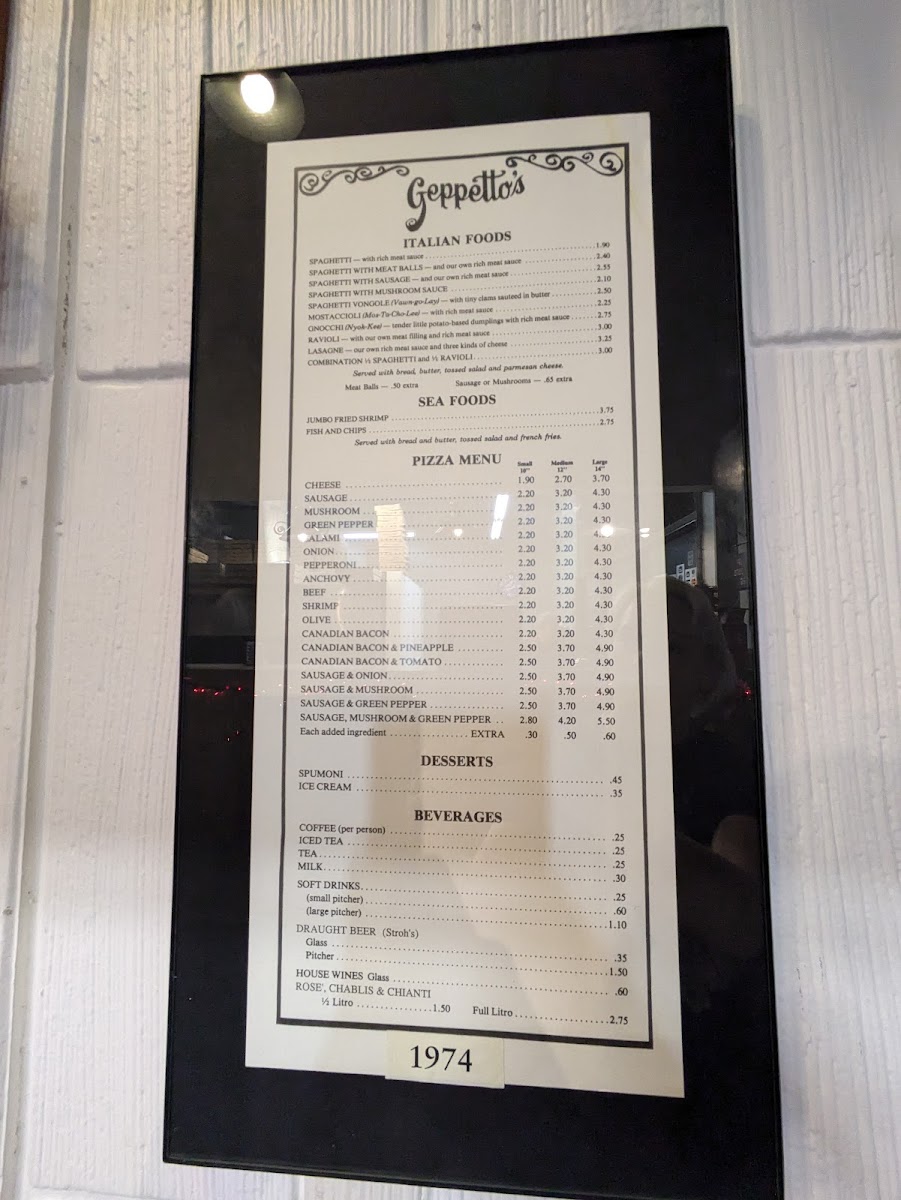 Geppetto's
ITALIAN FOODS
SPAGHETTI — with rich meat sauce 1.90
SPAGHETTI WITH MEAT BALLS — and our own rich meat sauce 2.40
SPAGHETTI WITH SAUSAGE — and our own rich meat sauce 2.55
SPAGHETTI WITH MUSHROOM SAUCE 2.10
SPAGHETTI VONGOLE (Vawn-go-Lay) — with tiny clams sauteed in butter 2.50
MOSTACCIOLI (Mos-Ta-Cho-Lee) — with rich meat sauce 2.25
GNOCCHI (Nyok-Kee) — tender little potato-based dumplings with rich meat sauce 2.75
RAVIOLI — with our own meat filling and rich meat sauce 3.00
LASAGNE — our own rich meat sauce and three kinds of cheese 3.25
COMBINATION ½ SPAGHETTI and ½ RAVIOLI 3.00
Served with bread, butter, tossed salad and parmesan cheese.
Meat Balls — .50 extra Sausage or Mushrooms — .65 extra
SEA FOODS
JUMBO FRIED SHRIMP 3.75
FISH AND CHIPS 2.75
Served with bread and butter, tossed salad and french fries.
PIZZA MENU Small Medium Large
10" 12" 14"
CHEESE 1.90 2.70 3.70
SAUSAGE 2.20 3.20 4.30
MUSHROOM 2.20 3.20 4.30
GREEN PEPPER 2.20 3.20 4.30
SALAMI 2.20 3.20
ONION 2.20 3.20 4.30
PEPPERONI 2.20 3.20 4.30
ANCHOVY 2.20 3.20 4.30
BEEF 2.20 3.20 4.30
SHRIMP 2.20 3.20 4.30
OLIVE 2.20 3.20 4.30
CANADIAN BACON 2.20 3.20 4.30
CANADIAN BACON & PINEAPPLE 2.50 3.70 4.90
CANADIAN BACON & TOMATO 2.50 3.70 4.90
SAUSAGE & ONION 2.50 3.70 4.90
SAUSAGE & MUSHROOM 2.50 3.70 4.90
SAUSAGE & GREEN PEPPER 2.50 3.70 4.90
SAUSAGE, MUSHROOM & GREEN PEPPER 2.80 4.20 5.50
Each added ingredient EXTRA .30 .50 .60
DESSERTS
SPUMONI .45
ICE CREAM .35
BEVERAGES
COFFEE (per person) .25
ICED TEA .25
TEA .25
MILK .30
SOFT DRINKS .25
(small pitcher) .60
(large pitcher) 1.10
DRAUGHT BEER (Stroh's)
Glass .35
Pitcher 1.50
HOUSE WINES Glass .60
ROSE', CHABLIS & CHIANTI
½ Litro 1.50 Full Litro 2.75
1974